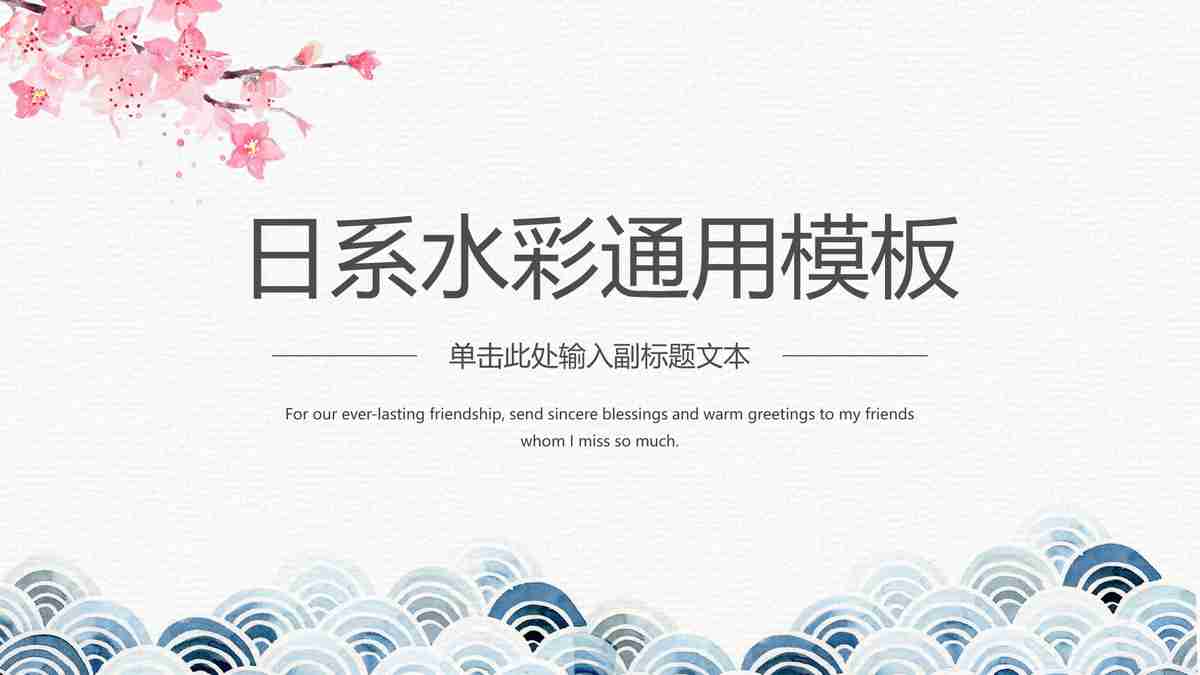 日系水彩通用模板
单击此处输入副标题文本
For our ever-lasting friendship, send sincere blessings and warm greetings to my friends
whom I miss so much.